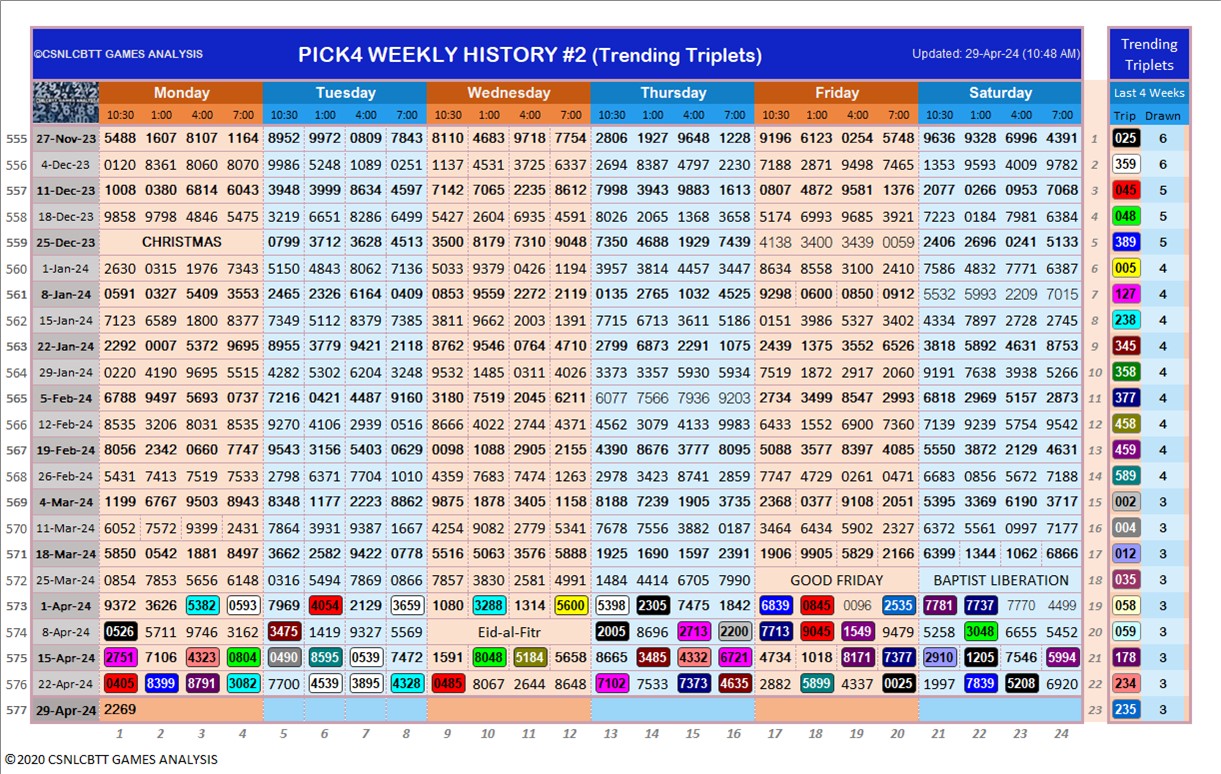 ©CSNLCBTT GAMES ANALYSIS PICK4 WEEKLY HISTORY #2 (Trending Triplets) Updated: 29-Apr-24 (10:48 AM) Trending Triplets
Monday Tuesday Wednesday Thursday Friday Saturday Last 4 Weeks
10:30 1:00 4:00 7:00 10:30 1:00 4:00 7:00 10:30 1:00 4:00 7:00 10:30 1:00 4:00 7:00 10:30 1:00 4:00 7:00 10:30 1:00 4:00 7:00 Trip Drawn
555 27-Nov-23 5488 1607 8107 1164 8952 9972 0809 7843 8110 4683 9718 7754 2806 1927 9648 1228 9196 6123 0254 5748 9636 9328 6996 4391 1 025 6
556 4-Dec-23 0120 8361 8060 8070 9986 5248 1089 0251 1137 4531 3725 6337 2694 8387 4797 2230 7188 2871 9498 7465 1353 9593 4009 9782 2 359 6
557 11-Dec-23 1008 0380 6814 6043 3948 3999 8634 4597 7142 7065 2235 8612 7998 3943 9883 1613 0807 4872 9581 1376 2077 0266 0953 7068 3 045 5
558 18-Dec-23 9858 9798 4846 5475 3219 6651 8286 6499 5427 2604 6935 4591 8026 2065 1368 3658 5174 6993 9685 3921 7223 0184 7981 6384 4 048 5
559 25-Dec-23 CHRISTMAS 0799 3712 3628 4513 3500 8179 7310 9048 7350 4688 1929 7439 4138 3400 3439 0059 2406 2696 0241 5133 5 389 5
560 1-Jan-24 2630 0315 1976 7343 5150 4843 8062 7136 5033 9379 0426 1194 3957 3814 4457 3447 8634 8558 3100 2410 7586 4832 7771 6387 6 005 4
561 8-Jan-24 0591 0327 5409 3553 2465 2326 6164 0409 0853 9559 2272 2119 0135 2765 1032 4525 9298 0600 0850 0912 5532 5993 2209 7015 7 127 4
562 15-Jan-24 7123 6589 1800 8377 7349 5112 8379 7385 3811 9662 2003 1391 7715 6713 3611 5186 0151 3986 5327 3402 4334 7897 2728 2745 8 238 4
563 22-Jan-24 2292 0007 5372 9695 8955 3779 9421 2118 8762 9546 0764 4710 2799 6873 2291 1075 2439 1375 3552 6526 3818 5892 4631 8753 9 345 4
564 29-Jan-24 0220 4190 9695 5515 4282 5302 6204 3248 9532 1485 0311 4026 3373 3357 5930 5934 7519 1872 2917 2060 9191 7638 3938 5266 10 358 4
565 5-Feb-24 6788 9497 5693 0737 7216 0421 4487 9160 3180 7519 2045 6211 6077 7566 7936 9203 2734 3499 8547 2993 6818 2969 5157 2873 11 377 4
566 12-Feb-24 8535 3206 8031 8535 9270 4106 2939 0516 8666 4022 2744 4371 4562 3079 4133 9983 6433 1552 6900 7360 7139 9239 5754 9542 12 458 4
567 19-Feb-24 8056 2342 0660 7747 9543 3156 5403 0629 0098 1088 2905 2155 4390 8676 3777 8095 5088 3577 8397 4085 5550 3872 2129 4631 13 459 4
568 26-Feb-24 5431 7413 7519 7533 2798 6371 7704 1016 4359 7683 7474 1263 2978 3423 3741 2859 7747 4729 0261 0471 6683 0856 5672 7188 14 589 4
569 4-Mar-24 1199 6767 9503 8943 8348 1177 2223 8862 9875 1878 3405 1158 8188 7239 1905 3735 2368 0377 9108 2051 5395 3369 6190 3717 15 002 3
570 11-Mar-24 6052 7572 9399 2431 7864 3931 9387 1667 4254 9082 2779 5341 7678 7556 3882 0187 3464 6434 5902 2327 6372 5561 0997 7177 16 004 3
571 18-Mar-24 5850 0542 1881 8497 3662 2582 9422 0778 5516 5063 3576 5888 1925 1690 1597 2391 1906 9905 5829 2166 6399 1344 1062 6866 17 012 3
572 25-Mar-24 0854 7853 5656 6148 0316 5494 7869 0866 7857 3830 2581 4991 1484 4414 6705 7990 GOOD FRIDAY BAPTIST LIBERATION 18 035 3
573 1-Apr-24 9372 3626 5382 0593 7969 4054 2129 3659 1080 3288 1314 5600 5398 2305 7475 1842 6839 0845 0096 2535 7781 7737 7770 4499 19 058 3
574 8-Apr-24 0526 5711 9746 3162 3475 1419 9327 5569 Eid-al-Fitr 2005 8696 2713 2200 7713 9045 1549 9479 5258 3048 6655 5452 20 059 3
575 15-Apr-24 2751 7106 4323 0804 0490 8595 0539 7472 1591 8048 5184 5658 8665 3485 4332 6721 4734 1018 8171 7377 2910 1205 7546 5994 21 178 3
576 22-Apr-24 0405 8399 8791 3082 7700 4539 3895 4328 0485 8067 2644 8648 7102 7533 7373 4635 2882 5899 4337 0025 1997 7839 5208 6920 22 234 3
577 29-Apr-24 2269 23 235 3
1 2 3 4 5 6 7 8 9 10 11 12 13 14 15 16 17 18 19 20 21 22 23 24
©2020 CSNLCBTT GAMES ANALYSIS